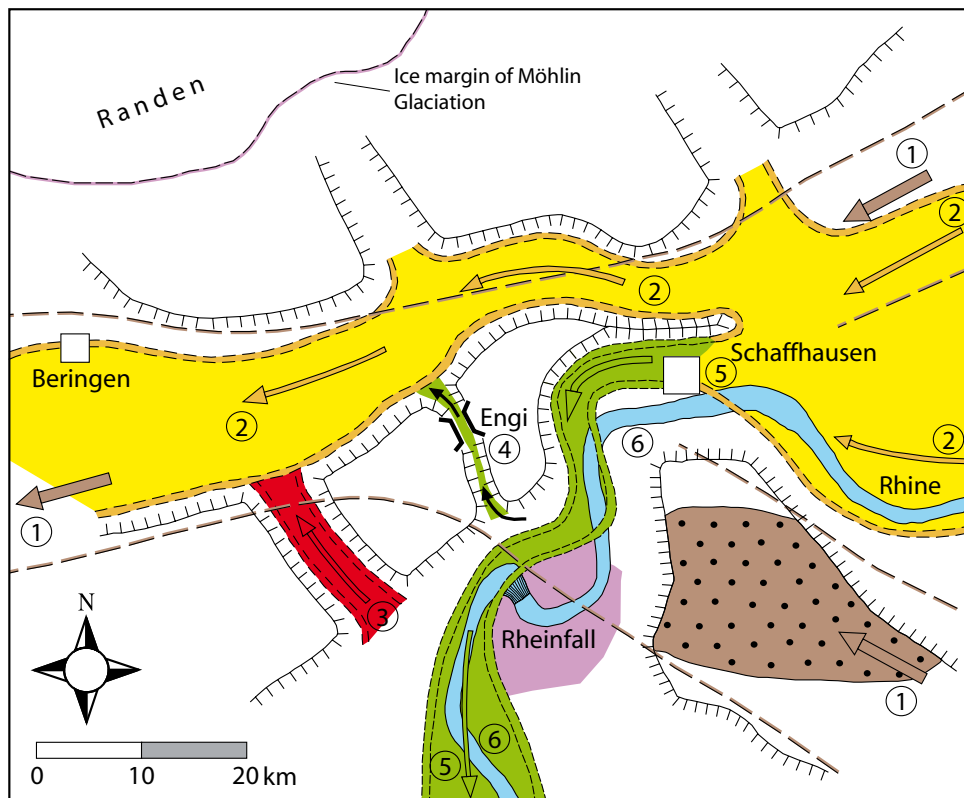 Ice margin of Möhlin
Glaciation
Randen
1
2
2
Schaffhausen
Beringen
5
2
Engi
4
6
2
Rhine
1
3
Rheinfall
1
N
6
5
0 10 20 km